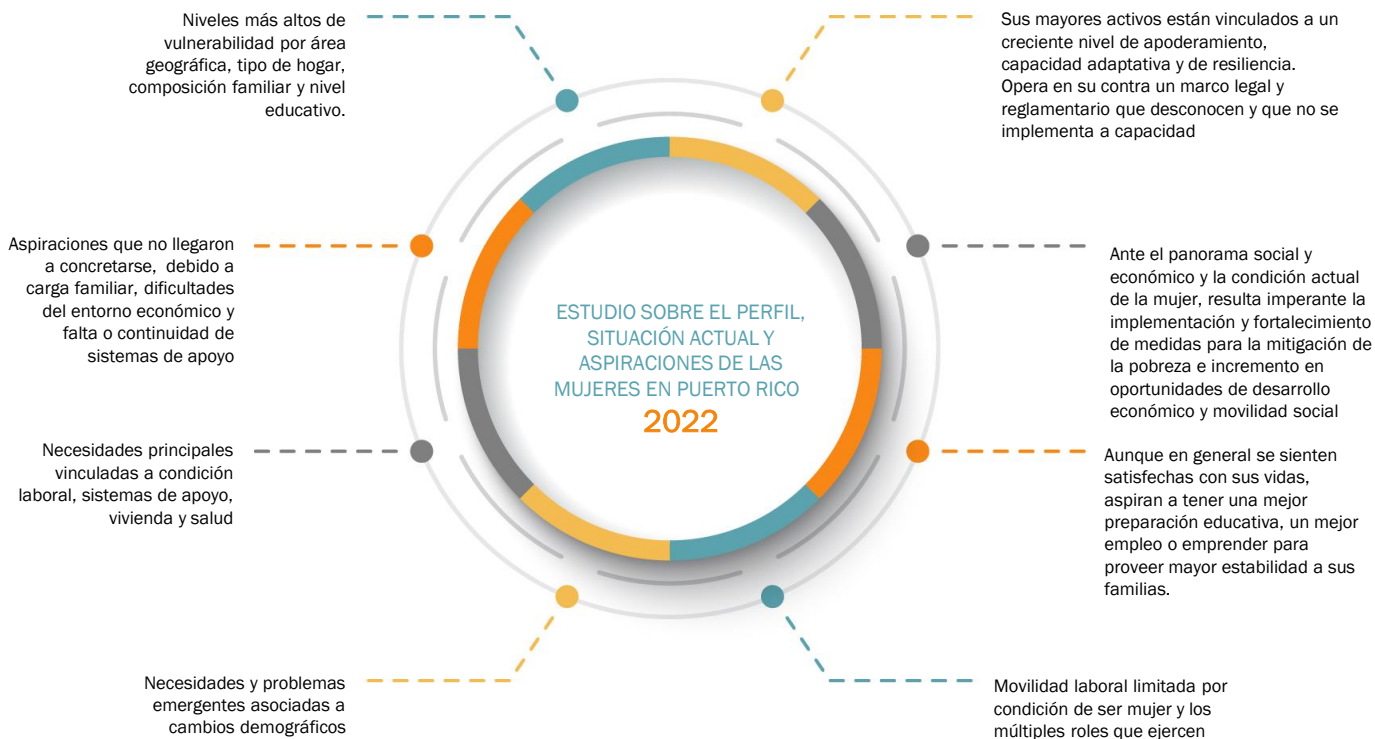 Niveles más altos de
vulnerabilidad por área
geográfica, tipo de hogar,
composición familiar y nivel
educativo.
Sus mayores activos están vinculados a un
creciente nivel de apoderamiento,
capacidad adaptativa y de resiliencia.
Opera en su contra un marco legal y
reglamentario que desconocen y que no se
implementa a capacidad
Aspiraciones que no llegaron
a concretarse, debido a
carga familiar, dificultades
del entorno económico y
falta o continuidad de
sistemas de apoyo
Ante el panorama social y
económico y la condición actual
de la mujer, resulta imperante la
implementación y fortalecimiento
de medidas para la mitigación de
la pobreza e incremento en
oportunidades de desarrollo
económico y movilidad social
ESTUDIO SOBRE EL PERFIL,
SITUACIÓN ACTUAL Y
ASPIRACIONES DE LAS
MUJERES EN PUERTO RICO
2022
Necesidades principales
vinculadas a condición
laboral, sistemas de apoyo,
vivienda y salud
Aunque en general se sienten
satisfechas con sus vidas,
aspiran a tener una mejor
preparación educativa, un mejor
empleo o emprender para
proveer mayor estabilidad a sus
familias.
Necesidades y problemas
emergentes asociadas a
cambios demográficos
Movilidad laboral limitada por
condición de ser mujer y los
múltiples roles que ejercen